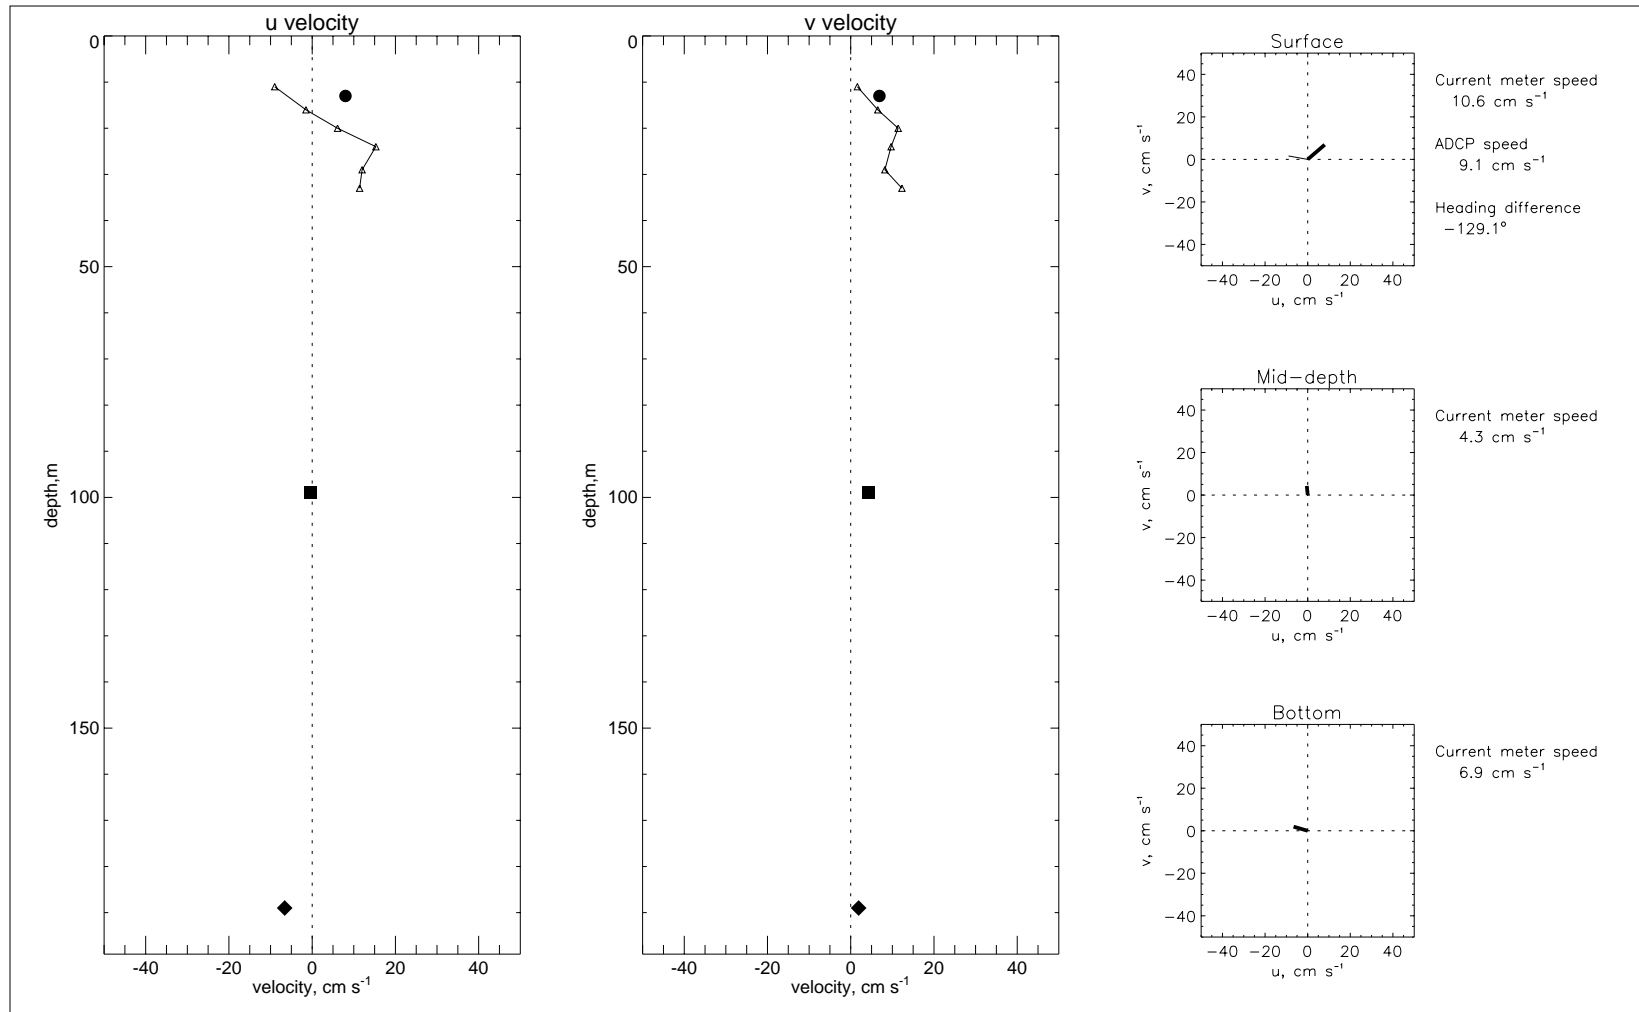 u velocity
0
50
100
150
depth,m
-40 -20 0 20 40
velocity, cm s⁻¹
v velocity
0
50
100
150
depth,m
-40 -20 0 20 40
velocity, cm s⁻¹
Surface
40
20
0
−20
−40
v, cm s⁻¹
−40 −20 0 20 40
u, cm s⁻¹
Current meter speed
10.6 cm s⁻¹
ADCP speed
9.1 cm s⁻¹
Heading difference
−129.1°
Mid−depth
40
20
0
−20
−40
v, cm s⁻¹
−40 −20 0 20 40
u, cm s⁻¹
Current meter speed
4.3 cm s⁻¹
Bottom
40
20
0
−20
−40
v, cm s⁻¹
−40 −20 0 20 40
u, cm s⁻¹
Current meter speed
6.9 cm s⁻¹